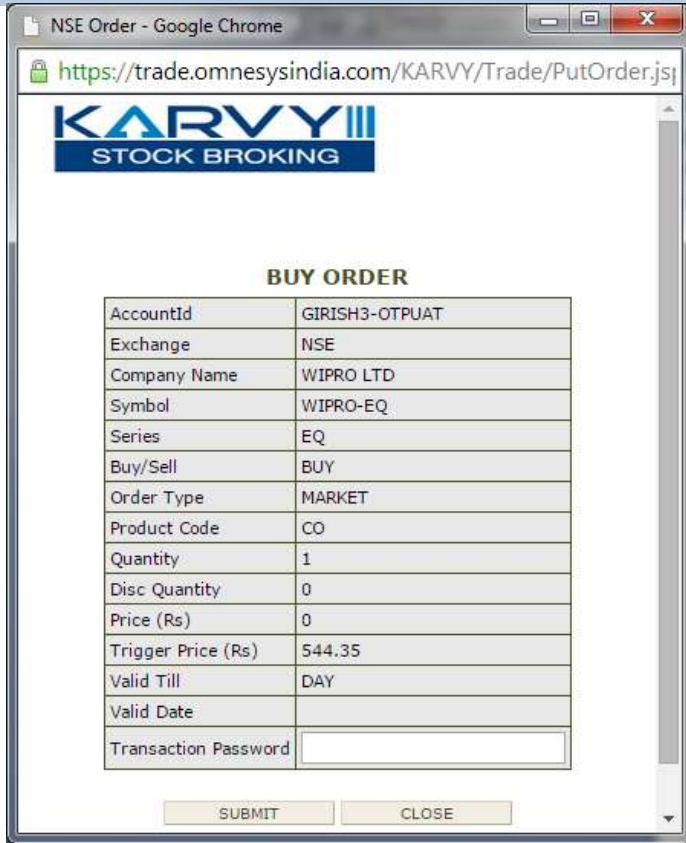 NSE Order - Google Chrome
https://trade.omnesysindia.com/KARVY/Trade/PutOrder.jsp
KARVY
STOCK BROKING
BUY ORDER
AccountId GIRISH3-OTPUAT
Exchange NSE
Company Name WIPRO LTD
Symbol WIPRO-EQ
Series EQ
Buy/Sell BUY
Order Type MARKET
Product Code CO
Quantity 1
Disc Quantity 0
Price (Rs) 0
Trigger Price (Rs) 544.35
Valid Till DAY
Valid Date
Transaction Password
SUBMIT CLOSE